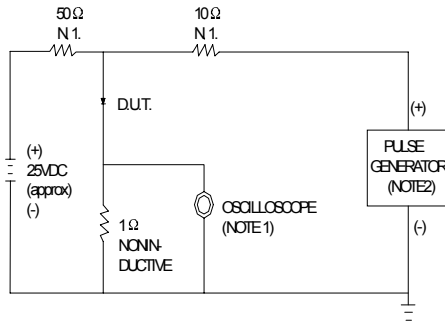 50Ω
N.1.
10Ω
N.1.
D.U.T.
(+)
25VDC
(approx)
(-)
1Ω
NONIN-
DUCTIVE
OSCILLOSCOPE
(NOTE 1)
(+)
PULSE
GENERATOR
(NOTE2)
(-)